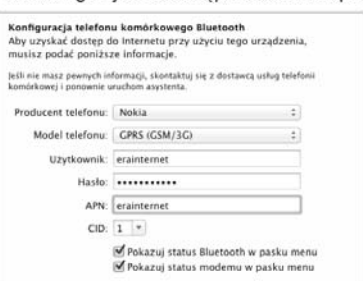 Konfiguracja telefonu komórkowego Bluetooth
Aby uzyskać dostęp do Internetu przy użyciu tego urządzenia,
musisz podać poniższe informacje.
Jeśli nie masz pewnych informacji, skontaktuj się z dostawcą usług telefonii
komórkowej i ponownie uruchom asystenta.
Producent telefonu: Nokia
Model telefonu: GPRS (GSM/3G)
Użytkownik: erainternet
Hasło: •••••••••••
APN: erainternet
CID: 1
Pokazuj status Bluetooth w pasku menu
Pokazuj status modemu w pasku menu